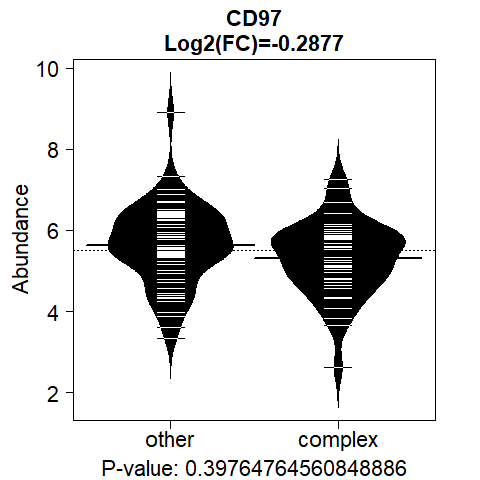 CD97
Log2(FC)=-0.2877
10
8
6
4
2
Abundance
other complex
P-value: 0.39764764560848886